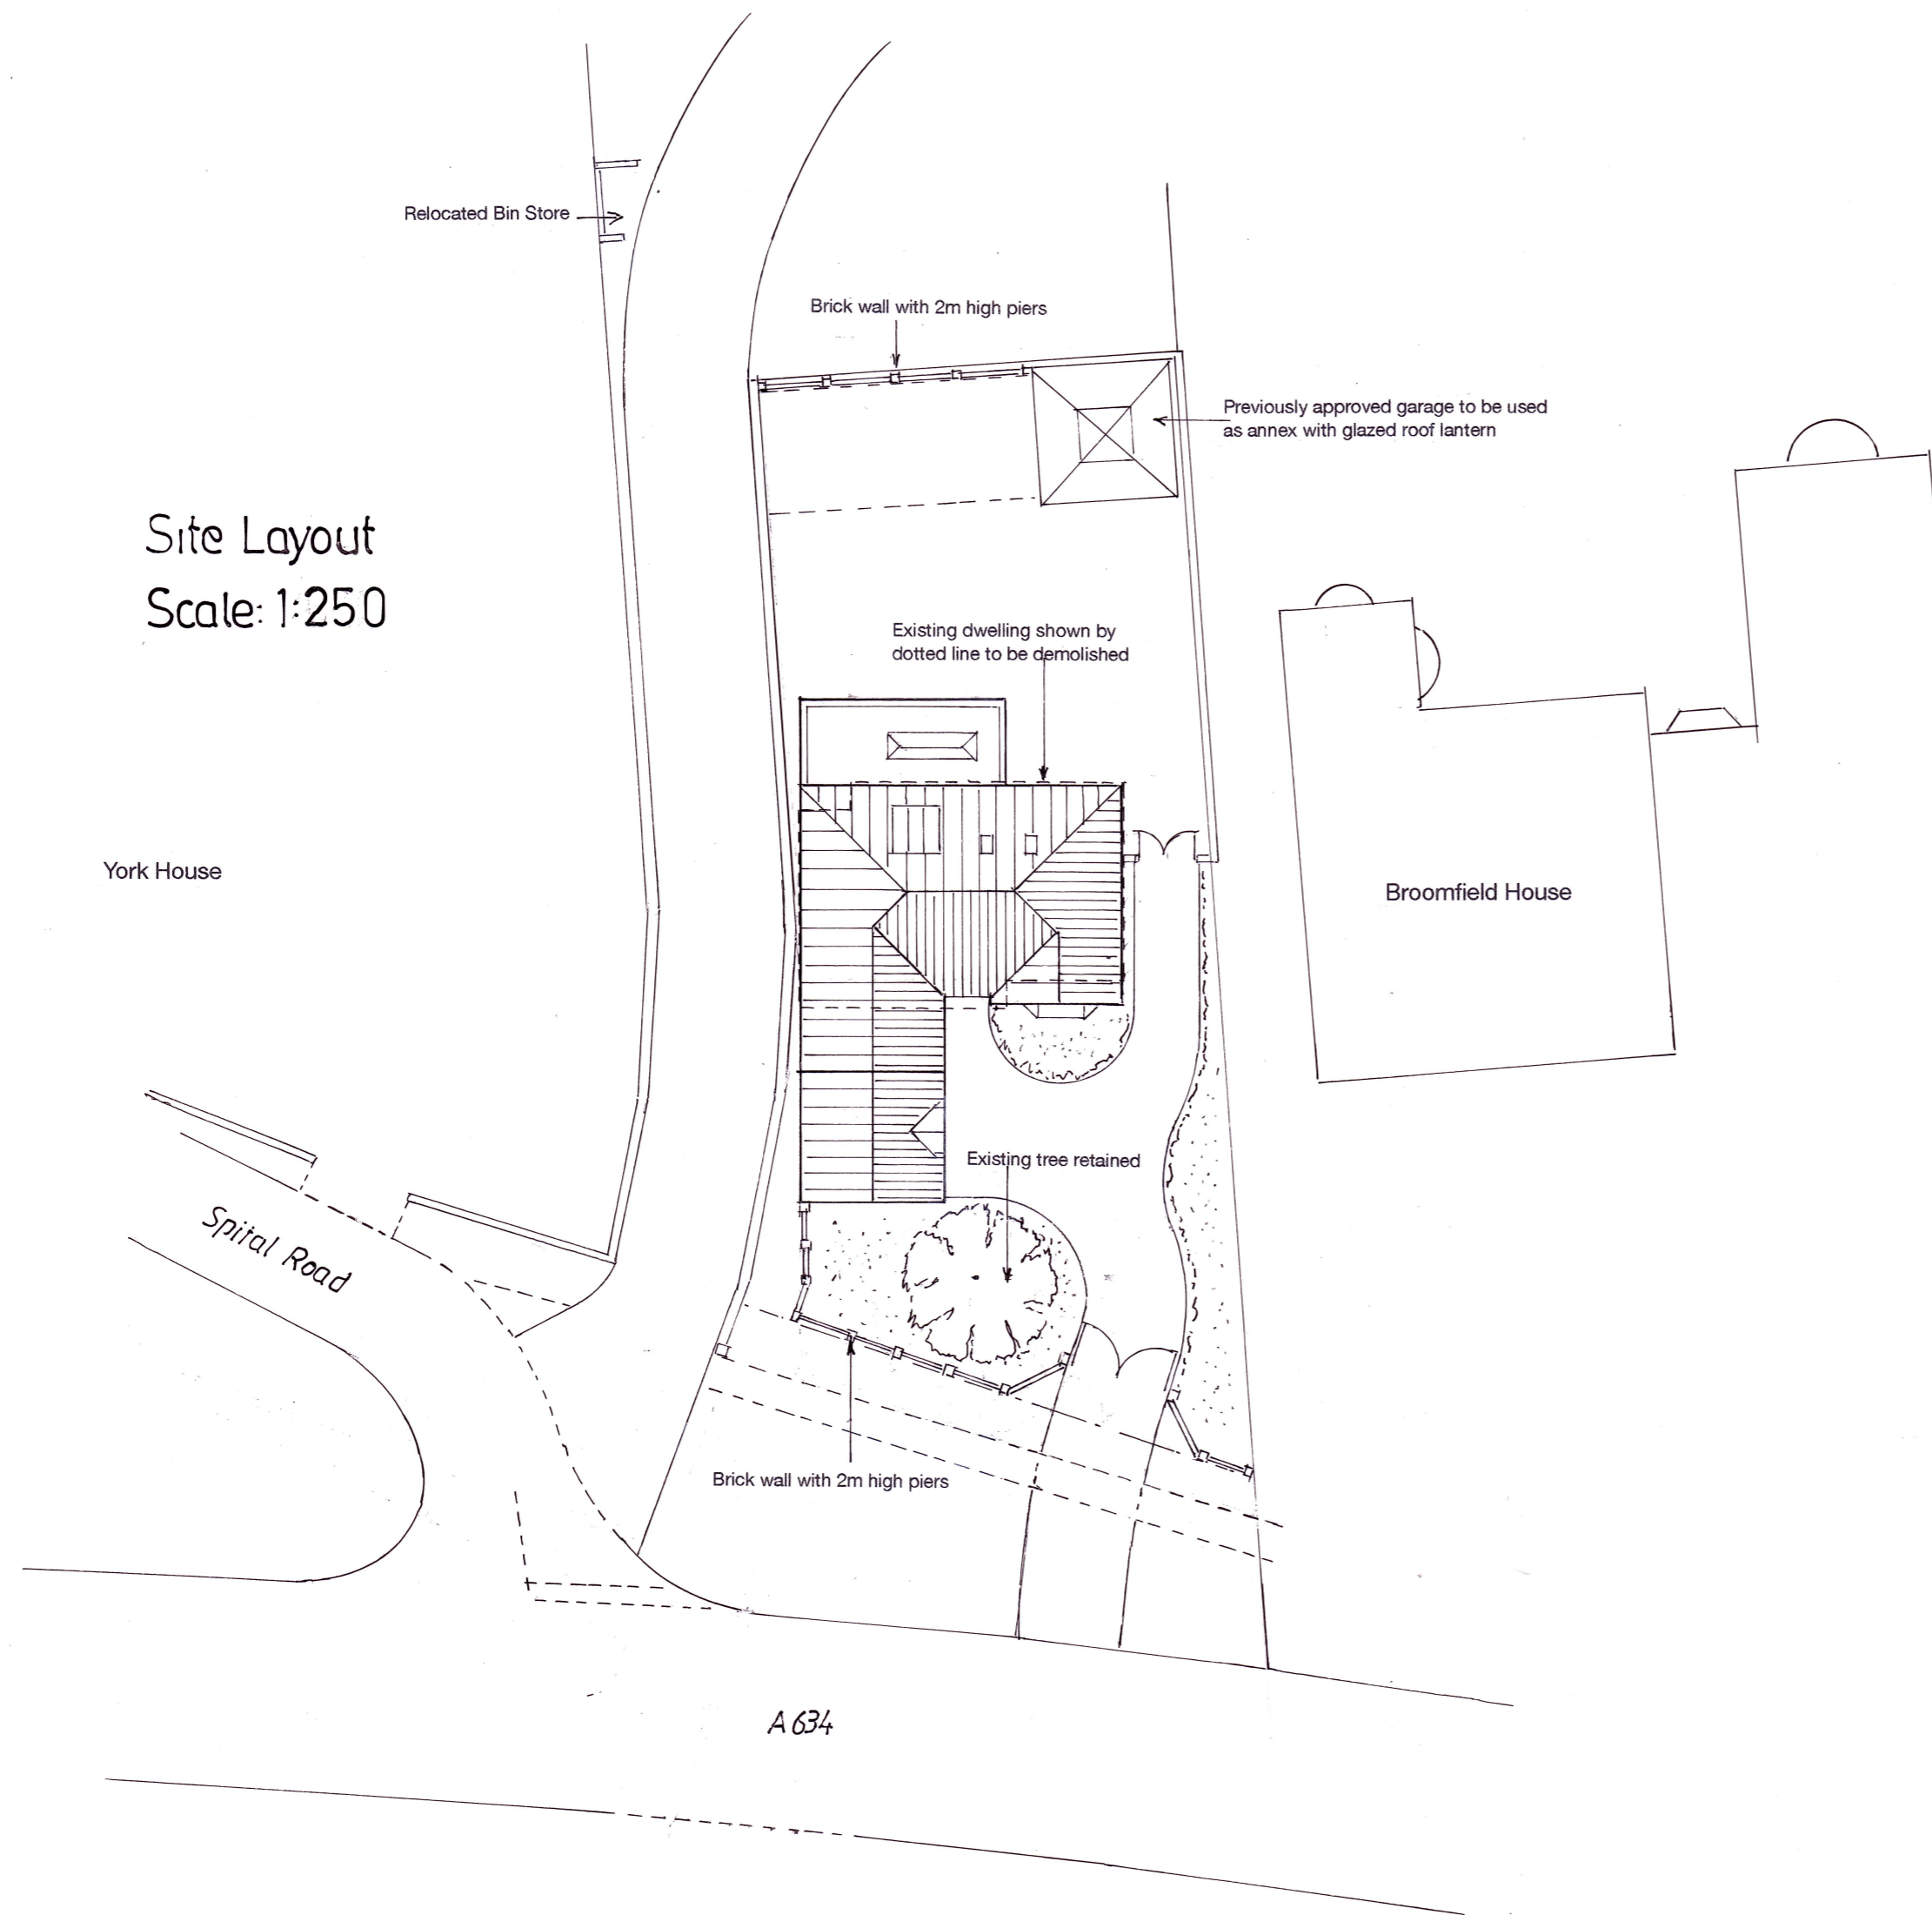 Relocated Bin Store
Brick wall with 2m high piers
Previously approved garage to be used
as annex with glazed roof lantern
Site Layout
Scale: 1:250
Existing dwelling shown by
dotted line to be demolished
York House
Broomfield House
Existing tree retained
Spital Road
Brick wall with 2m high piers
A634